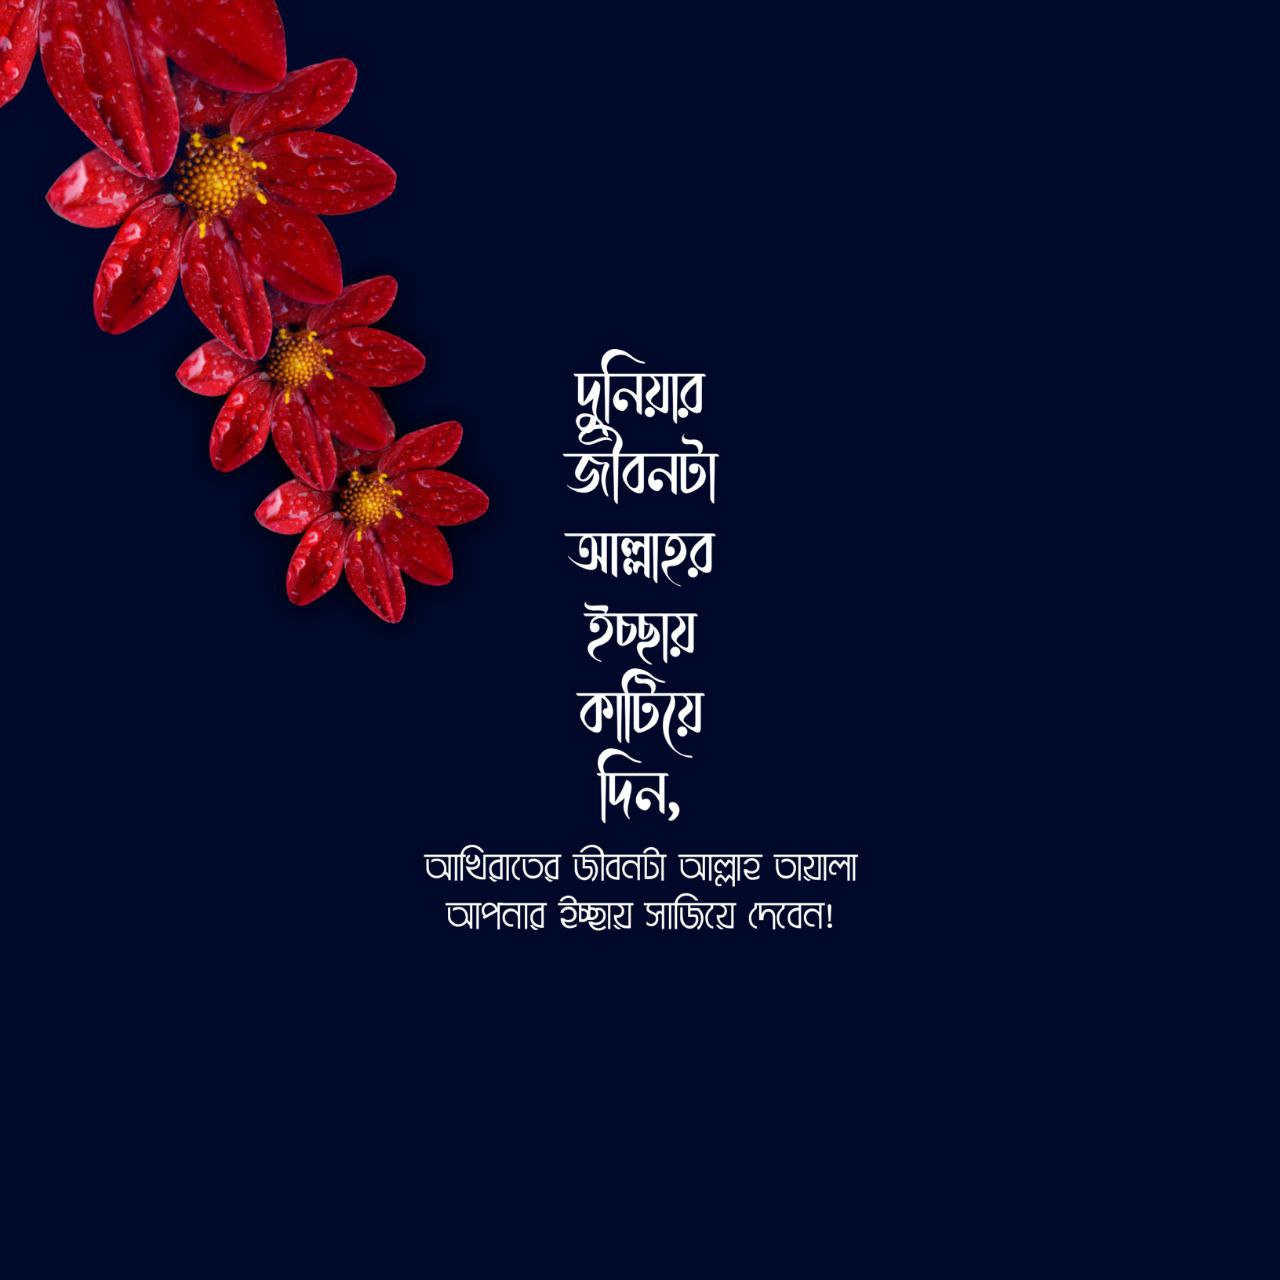 দুনিয়ার
জীবনটা
আল্লাহর
ইচ্ছায়
কাটিয়ে
দিন,
আখিরাতের জীবনটা আল্লাহ তায়ালা
আপনার ইচ্ছায় সাজিয়ে দেবেন!